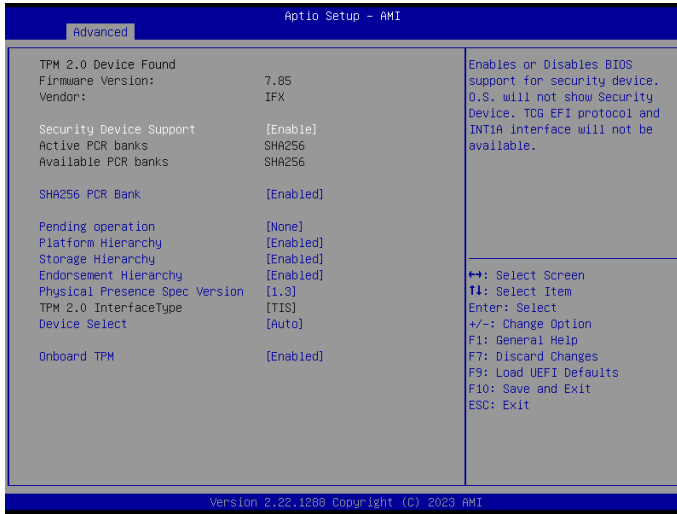 Aptio Setup - AMI
Advanced
TPM 2.0 Device Found
Firmware Version: 7.85
Vendor: IFX
Security Device Support [Enable]
Active PCR banks SHA256
Available PCR banks SHA256
SHA256 PCR Bank [Enabled]
Pending operation [None]
Platform Hierarchy [Enabled]
Storage Hierarchy [Enabled]
Endorsement Hierarchy [Enabled]
Physical Presence Spec Version [1.3]
TPM 2.0 InterfaceType [TIS]
Device Select [Auto]
Onboard TPM [Enabled]
Enables or Disables BIOS
support for security device.
O.S. will not show Security
Device. TCG EFI protocol and
INT1A interface will not be
available.
↔: Select Screen
↑↓: Select Item
Enter: Select
+/-: Change Option
F1: General Help
F7: Discard Changes
F9: Load UEFI Defaults
F10: Save and Exit
ESC: Exit
Version 2.22.1288 Copyright (C) 2023 AMI